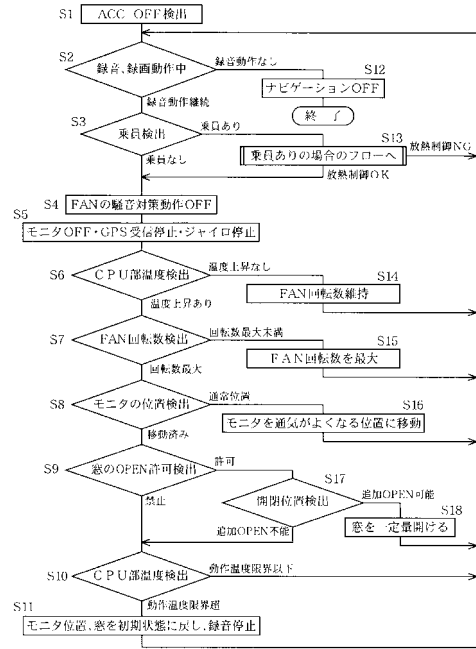 S1
ACC OFF検出
S2
録音、録画動作中
録音動作なし
S12
ナビゲーションOFF
終 了
録音動作継続
S3
乗員検出
乗員あり
S13
乗員ありの場合のフローへ
放熱制御NG
乗員なし
放熱制御OK
S4
FANの騒音対策動作OFF
S5
モニタOFF・GPS受信停止・ジャイロ停止
S6
CPU部温度検出
温度上昇なし
S14
FAN回転数維持
温度上昇あり
S7
FAN回転数検出
回転数最大未満
S15
FAN回転数を最大
回転数最大
S8
モニタの位置検出
通常位置
S16
モニタを通気がよくなる位置に移動
移動済み
S9
窓のOPEN許可検出
許可
S17
開閉位置検出
追加OPEN可能
S18
窓を一定量開ける
禁止
追加OPEN不能
S10
CPU部温度検出
動作温度限界以下
S11
動作温度限界超
モニタ位置、窓を初期状態に戻し、録音停止